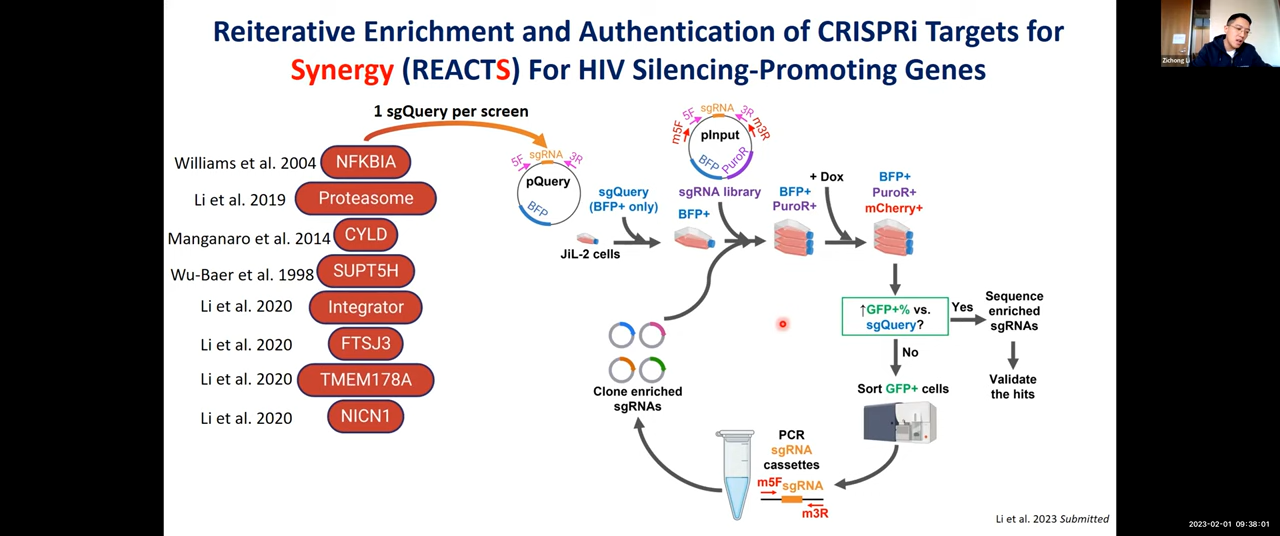 Reiterative Enrichment and Authentication of CRISPRi Targets for
Synergy (REACTS) For HIV Silencing-Promoting Genes
1 sgQuery per screen
Williams et al. 2004
NFKBIA
Li et al. 2019
Proteasome
Manganaro et al. 2014
CYLD
Wu-Baer et al. 1998
SUPT5H
Li et al. 2020
Integrator
Li et al. 2020
FTSJ3
Li et al. 2020
TMEM178A
Li et al. 2020
NICN1
5F
sgRNA
3R
pQuery
BFP
sgQuery
(BFP+ only)
JiL-2 cells
BFP+
m5F
5F
sgRNA
3R
m3R
pInput
BFP
PuroR
sgRNA library
BFP+
PuroR+
+ Dox
BFP+
PuroR+
mCherry+
↑GFP+% vs.
sgQuery?
Yes
Sequence
enriched
sgRNAs
Validate
the hits
No
Sort GFP+ cells
PCR
sgRNA
cassettes
m5F
sgRNA
m3R
Clone enriched
sgRNAs
Li et al. 2023 Submitted
Zichong Li
2023-02-01 09:38:01